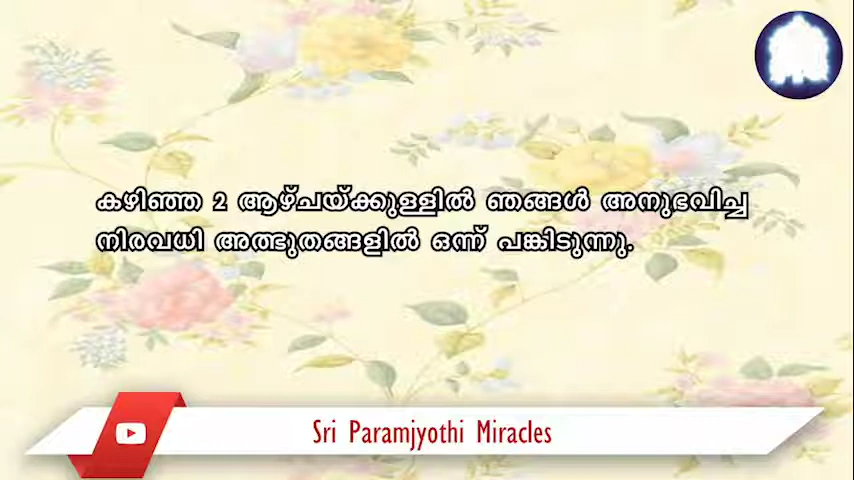 കഴിഞ്ഞ 2 ആഴ്ചയ്ക്കുള്ളിൽ ഞങ്ങൾ അനുഭവിച്ച
നിരവധി അത്ഭുതങ്ങളിൽ ഒന്ന് പങ്കിടുന്നു.
Sri Paramjyothi Miracles